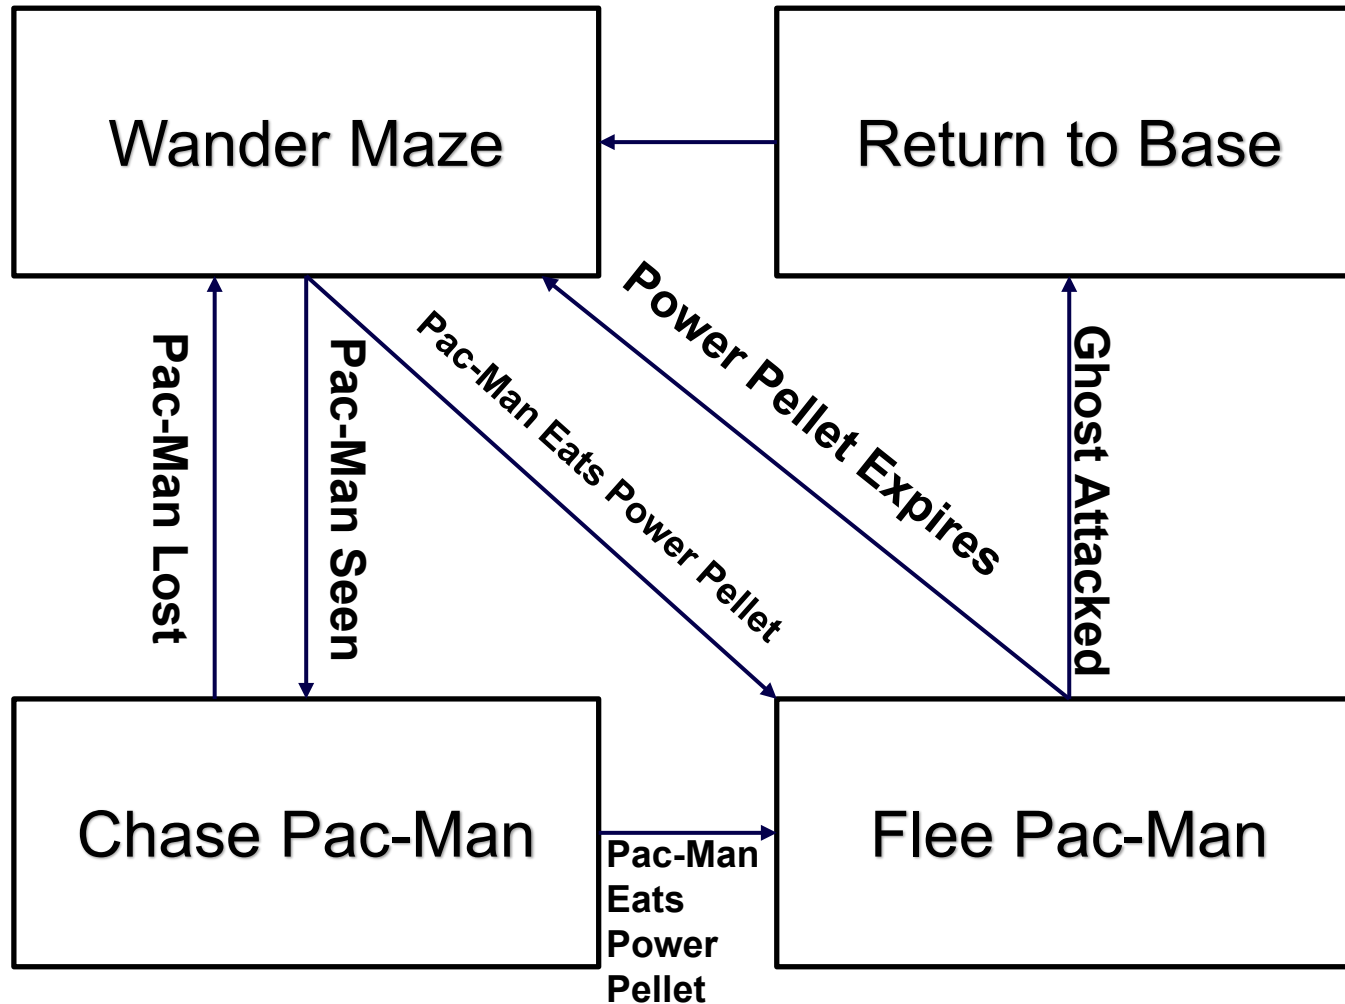 Wander Maze
Return to Base
Pac-Man Lost
Pac-Man Seen
Pac-Man Eats Power Pellet
Power Pellet Expires
Ghost Attacked
Chase Pac-Man
Pac-Man
Eats
Power
Pellet
Flee Pac-Man